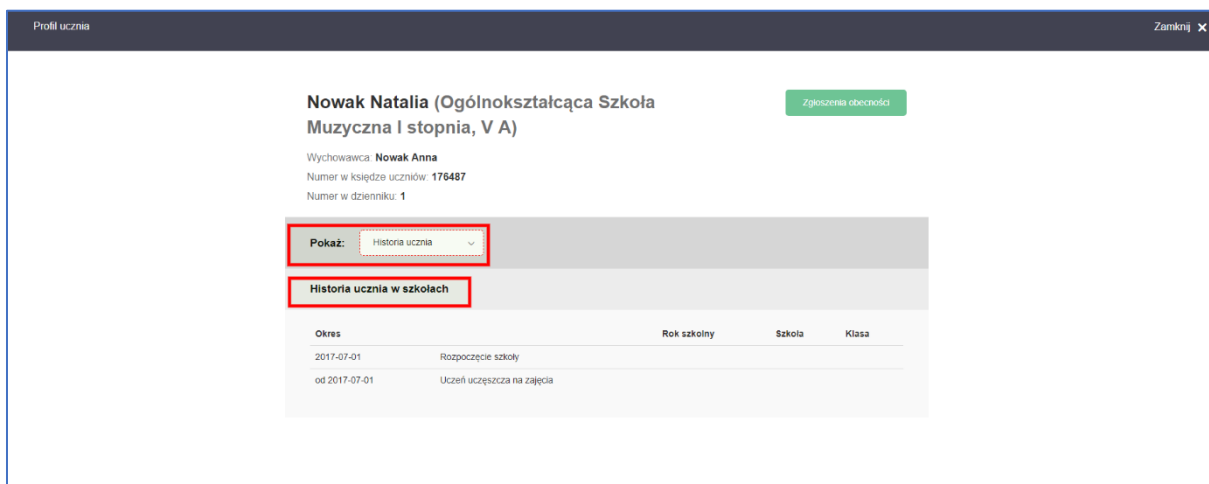 Profil ucznia
Zamknij ×
Nowak Natalia (Ogólnokształcąca Szkoła
Muzyczna I stopnia, V A)
Zgłoszenia obecności
Wychowawca: Nowak Anna
Numer w księdze uczniów: 176487
Numer w dzienniku: 1
Pokaż: Historia ucznia
Historia ucznia w szkołach
Okres Rok szkolny Szkoła Klasa
2017-07-01 Rozpoczęcie szkoły
od 2017-07-01 Uczeń uczęszcza na zajęcia